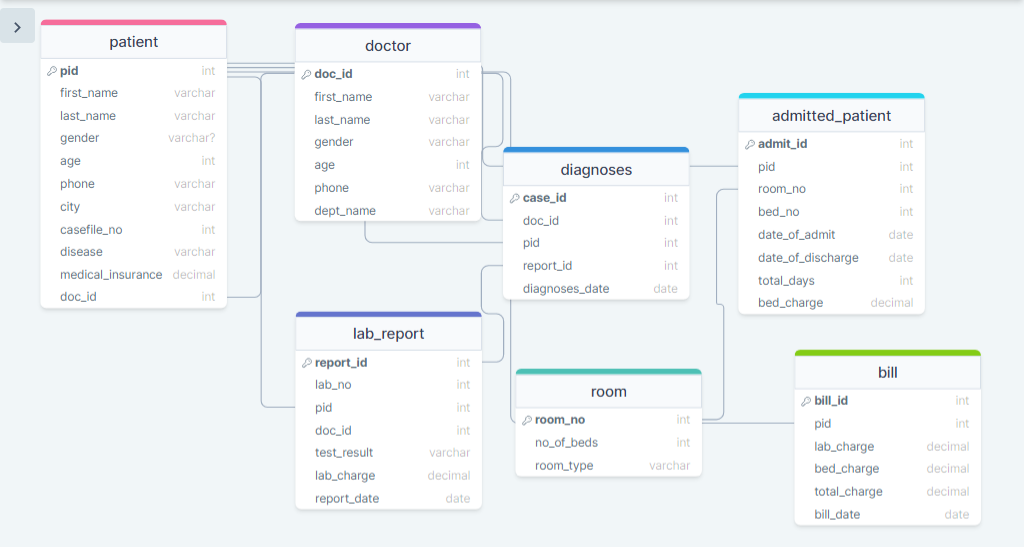 patient
pid int
first_name varchar
last_name varchar
gender varchar?
age int
phone varchar
city varchar
casefile_no int
disease varchar
medical_insurance decimal
doc_id int
doctor
doc_id int
first_name varchar
last_name varchar
gender varchar
age int
phone varchar
dept_name varchar
diagnoses
case_id int
doc_id int
pid int
report_id int
diagnoses_date date
admitted_patient
admit_id int
pid int
room_no int
bed_no int
date_of_admit date
date_of_discharge date
total_days int
bed_charge decimal
lab_report
report_id int
lab_no int
pid int
doc_id int
test_result varchar
lab_charge decimal
report_date date
room
room_no int
no_of_beds int
room_type varchar
bill
bill_id int
pid int
lab_charge decimal
bed_charge decimal
total_charge decimal
bill_date date